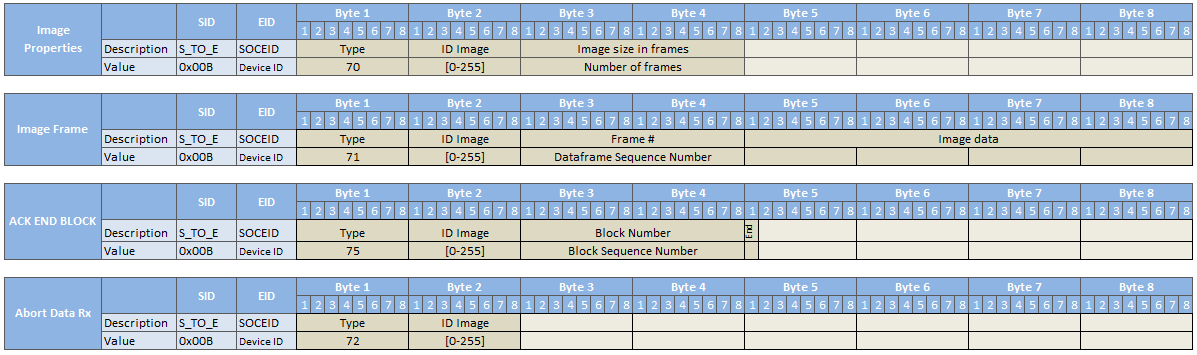 Image Properties SID EID Byte 1 Byte 2 Byte 3 Byte 4 Byte 5 Byte 6 Byte 7 Byte 8
1 2 3 4 5 6 7 8 1 2 3 4 5 6 7 8 1 2 3 4 5 6 7 8 1 2 3 4 5 6 7 8 1 2 3 4 5 6 7 8 1 2 3 4 5 6 7 8 1 2 3 4 5 6 7 8 1 2 3 4 5 6 7 8
Description S_TO_E SOCEID Type ID Image Image size in frames
Value 0x00B Device ID 70 [0-255] Number of frames
Image Frame SID EID Byte 1 Byte 2 Byte 3 Byte 4 Byte 5 Byte 6 Byte 7 Byte 8
1 2 3 4 5 6 7 8 1 2 3 4 5 6 7 8 1 2 3 4 5 6 7 8 1 2 3 4 5 6 7 8 1 2 3 4 5 6 7 8 1 2 3 4 5 6 7 8 1 2 3 4 5 6 7 8 1 2 3 4 5 6 7 8
Description S_TO_E SOCEID Type ID Image Frame # Image data
Value 0x00B Device ID 71 [0-255] Dataframe Sequence Number
ACK END BLOCK SID EID Byte 1 Byte 2 Byte 3 Byte 4 Byte 5 Byte 6 Byte 7 Byte 8
1 2 3 4 5 6 7 8 1 2 3 4 5 6 7 8 1 2 3 4 5 6 7 8 1 2 3 4 5 6 7 8 1 2 3 4 5 6 7 8 1 2 3 4 5 6 7 8 1 2 3 4 5 6 7 8 1 2 3 4 5 6 7 8
Description S_TO_E SOCEID Type ID Image Block Number End
Value 0x00B Device ID 75 [0-255] Block Sequence Number
Abort Data Rx SID EID Byte 1 Byte 2 Byte 3 Byte 4 Byte 5 Byte 6 Byte 7 Byte 8
1 2 3 4 5 6 7 8 1 2 3 4 5 6 7 8 1 2 3 4 5 6 7 8 1 2 3 4 5 6 7 8 1 2 3 4 5 6 7 8 1 2 3 4 5 6 7 8 1 2 3 4 5 6 7 8 1 2 3 4 5 6 7 8
Description S_TO_E SOCEID Type ID Image
Value 0x00B Device ID 72 [0-255]